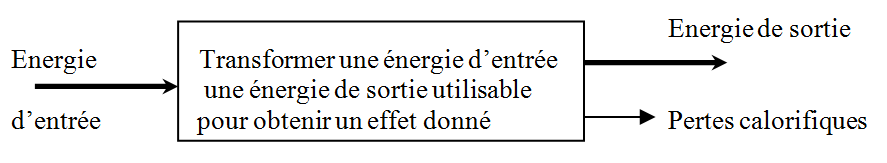 Energie de sortie
Energie
d’entrée
Transformer une énergie d’entrée
une énergie de sortie utilisable
pour obtenir un effet donné
Pertes calorifiques